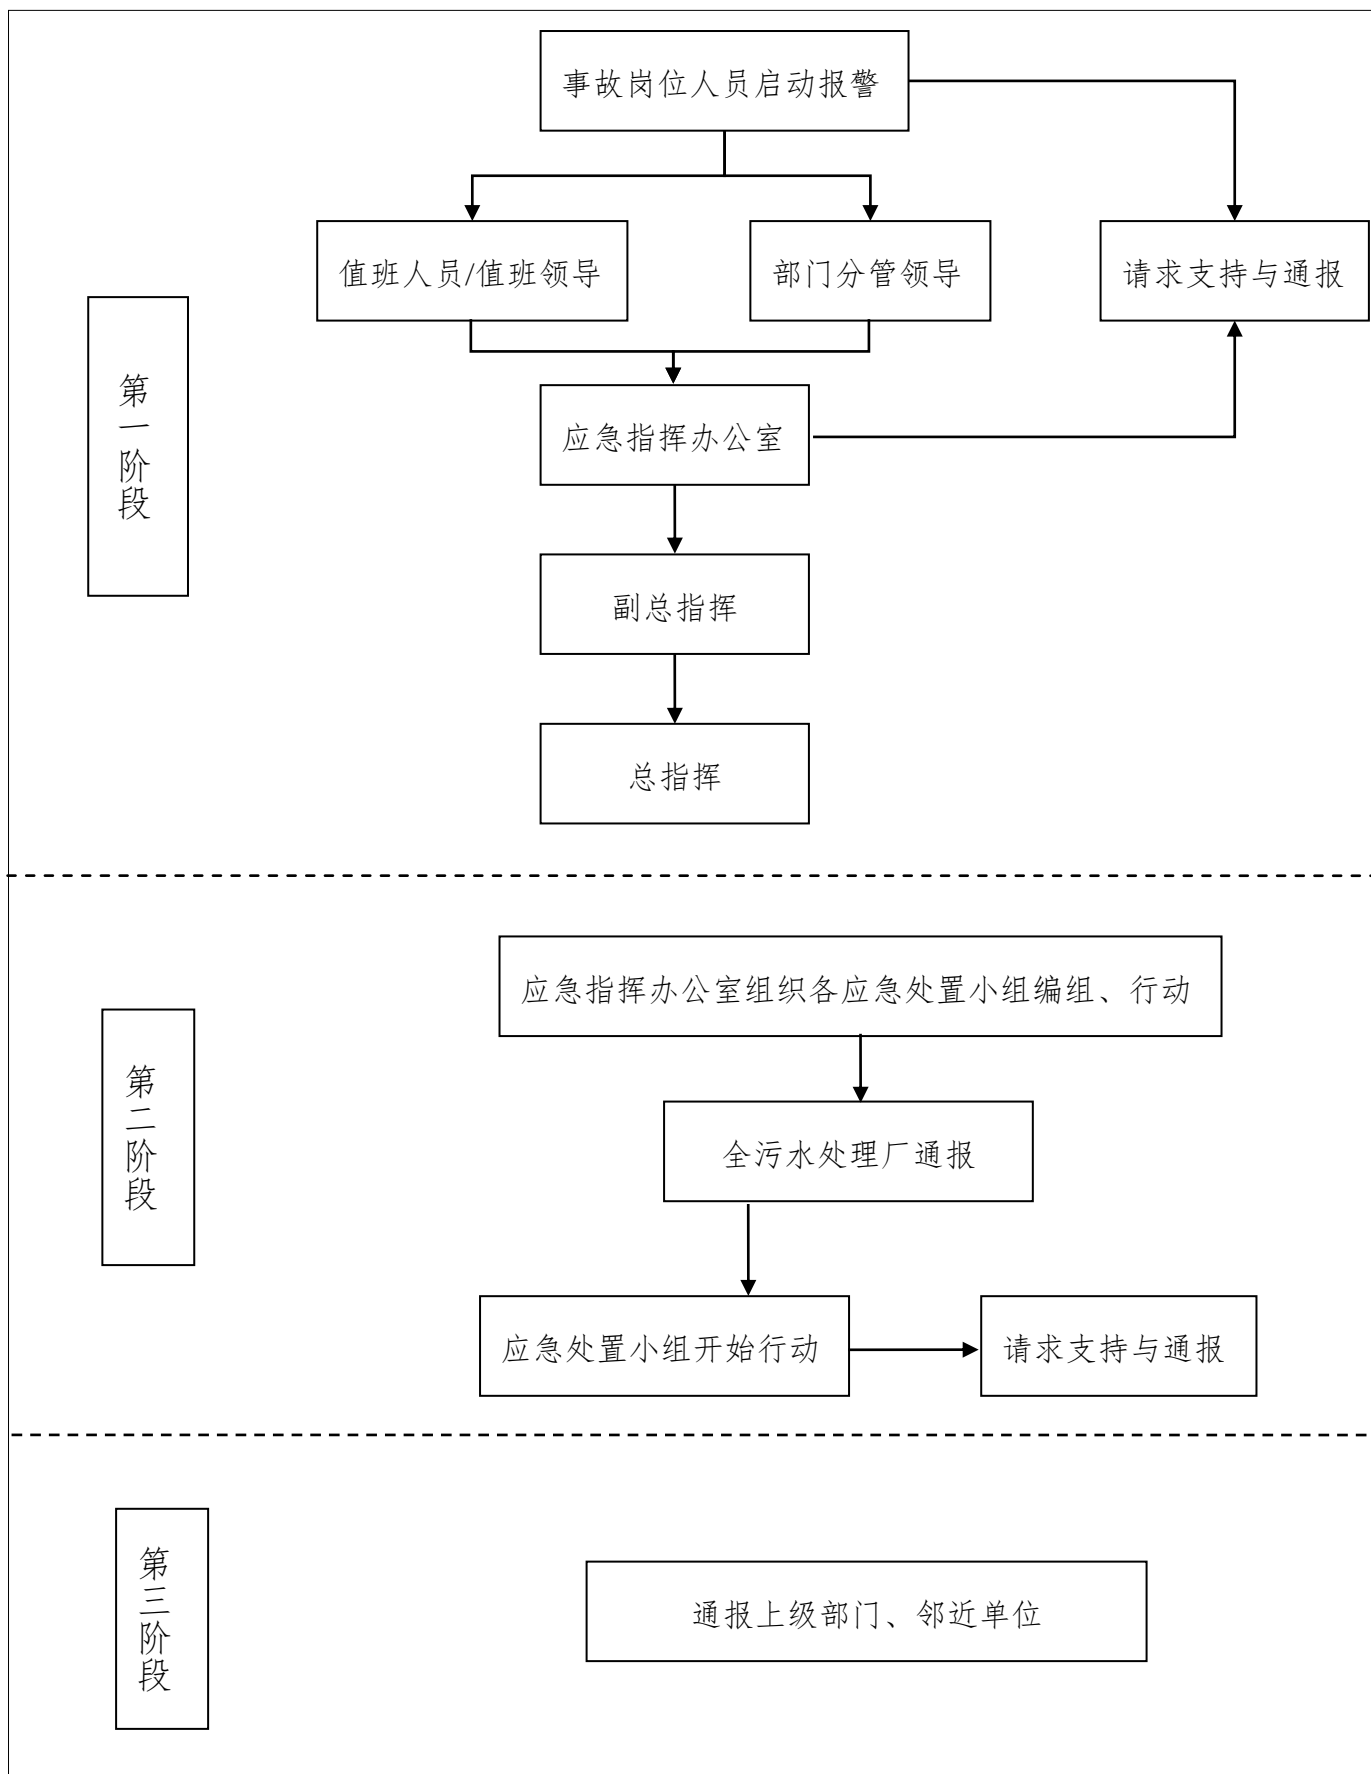 事故岗位人员启动报警
值班人员/值班领导
部门分管领导
请求支持与通报
第一阶段
应急指挥办公室
副总指挥
总指挥
应急指挥办公室组织各应急处置小组编组、行动
第二阶段
全污水处理厂通报
应急处置小组开始行动
请求支持与通报
第三阶段
通报上级部门、邻近单位